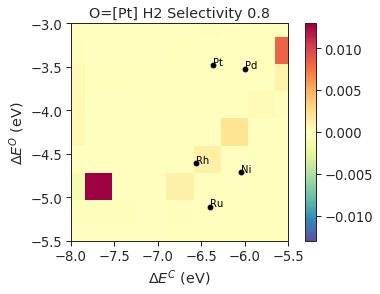 O=[Pt] H2 Selectivity 0.8
−3.0
−3.5
−4.0
−4.5
−5.0
−5.5
ΔE^O (eV)
Pt
Pd
Rh
Ni
Ru
−8.0 −7.5 −7.0 −6.5 −6.0 −5.5
ΔE^C (eV)
0.010
0.005
0.000
−0.005
−0.010